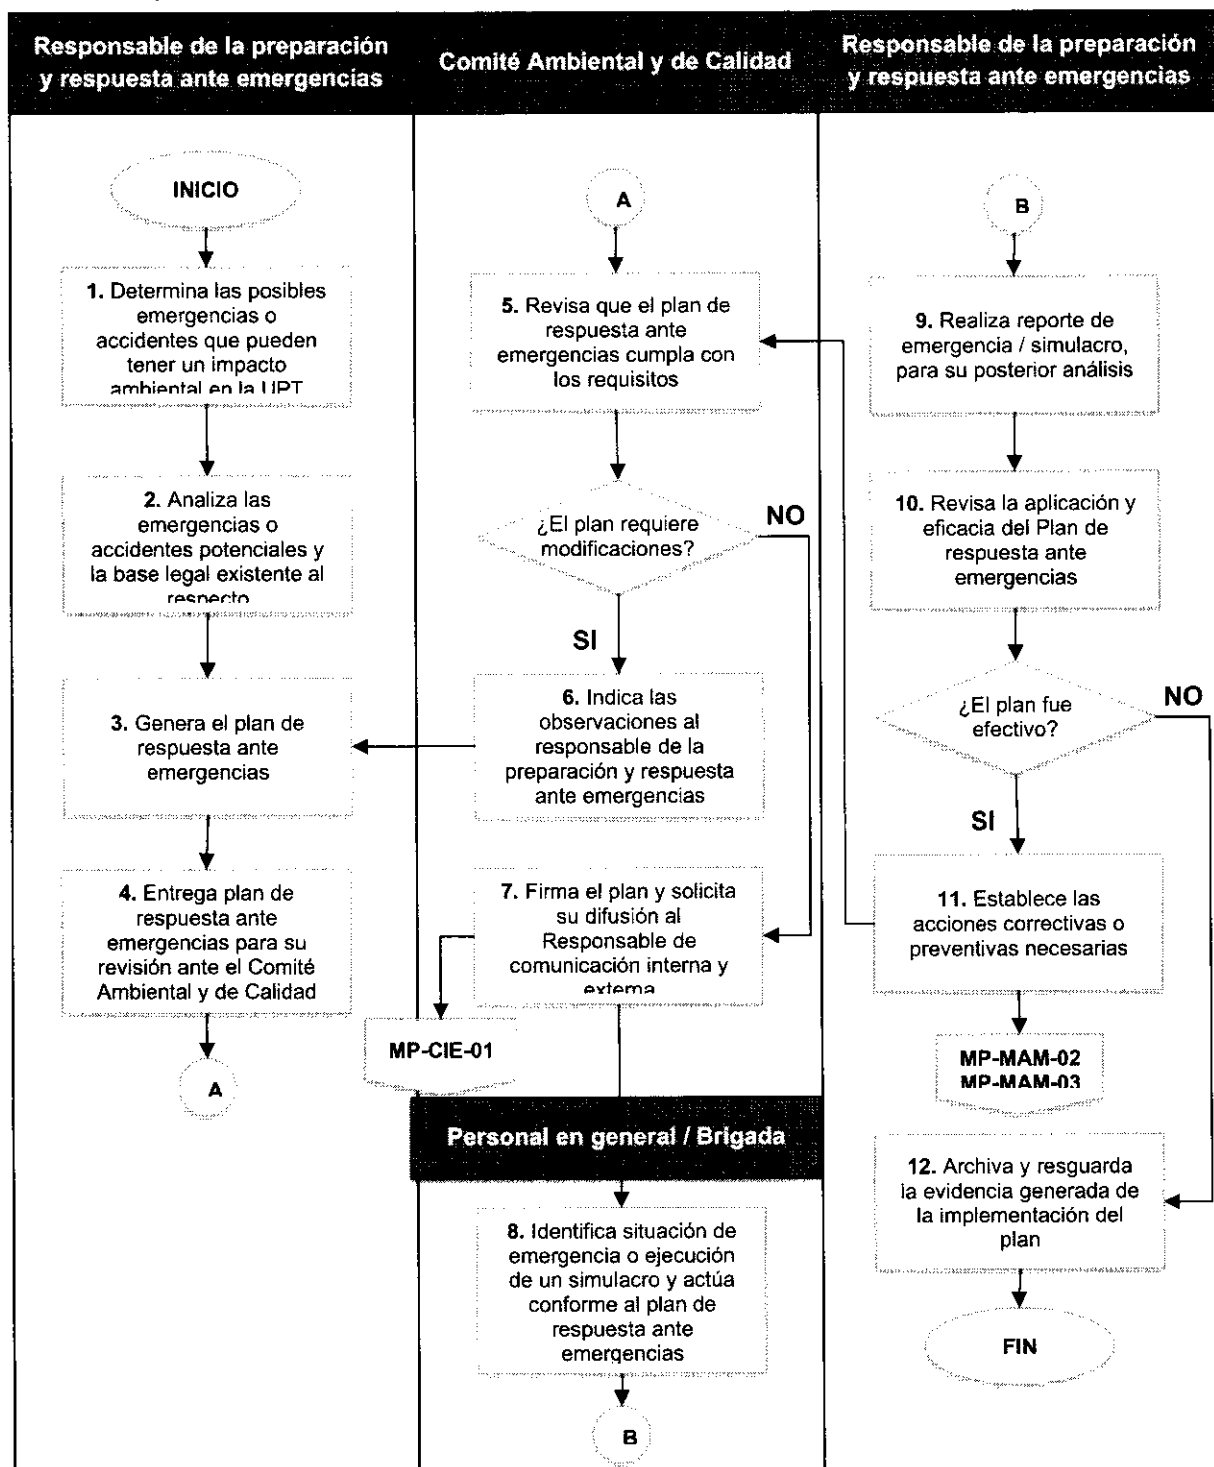 Responsable de la preparación
y respuesta ante emergencias
Comité Ambiental y de Calidad
Responsable de la preparación
y respuesta ante emergencias
INICIO
1. Determina las posibles
emergencias o
accidentes que pueden
tener un impacto
ambiental en la UPT
2. Analiza las
emergencias o
accidentes potenciales y
la base legal existente al
respecto
3. Genera el plan de
respuesta ante
emergencias
4. Entrega plan de
respuesta ante
emergencias para su
revisión ante el Comité
Ambiental y de Calidad
A
A
5. Revisa que el plan de
respuesta ante
emergencias cumpla con
los requisitos
¿El plan requiere
modificaciones?
NO
SI
6. Indica las
observaciones al
responsable de la
preparación y respuesta
ante emergencias
7. Firma el plan y solicita
su difusión al
Responsable de
comunicación interna y
externa
MP-CIE-01
Personal en general / Brigada
8. Identifica situación de
emergencia o ejecución
de un simulacro y actúa
conforme al plan de
respuesta ante
emergencias
B
B
9. Realiza reporte de
emergencia / simulacro,
para su posterior análisis
10. Revisa la aplicación y
eficacia del Plan de
respuesta ante
emergencias
¿El plan fue
efectivo?
NO
SI
11. Establece las
acciones correctivas o
preventivas necesarias
MP-MAM-02
MP-MAM-03
12. Archiva y resguarda
la evidencia generada de
la implementación del
plan
FIN